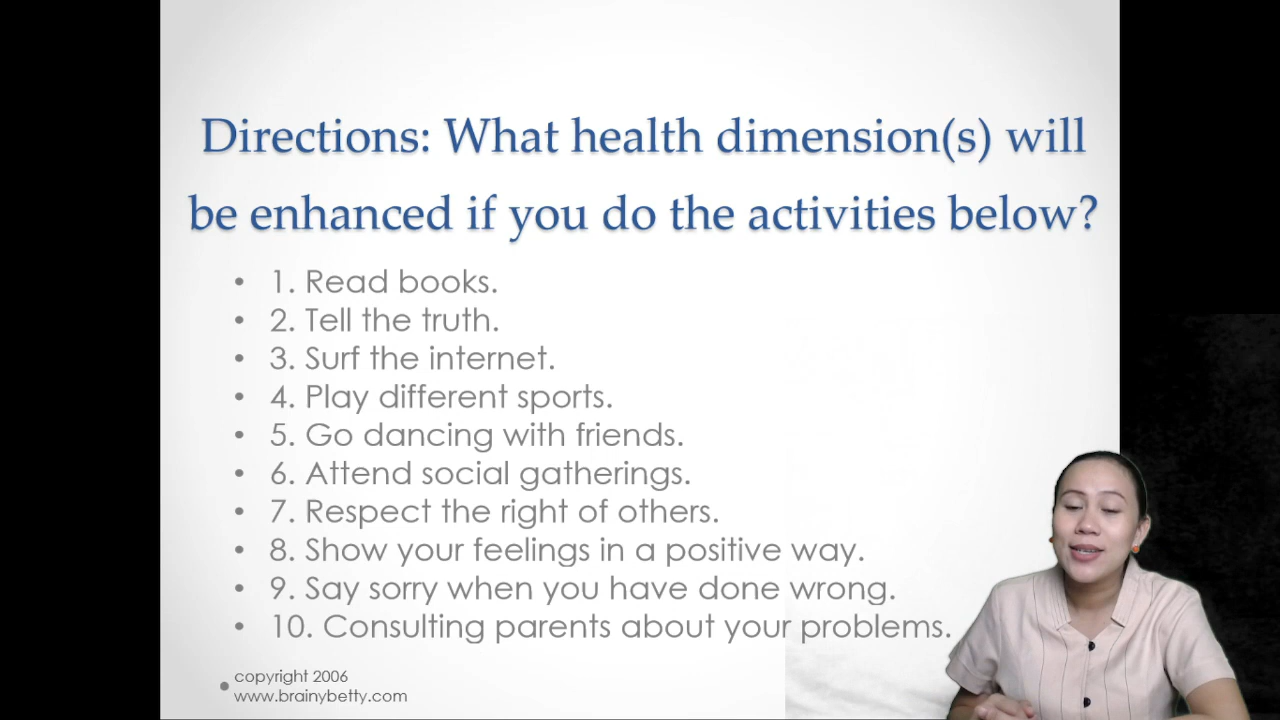 Directions: What health dimension(s) will
be enhanced if you do the activities below?
• 1. Read books.
• 2. Tell the truth.
• 3. Surf the internet.
• 4. Play different sports.
• 5. Go dancing with friends.
• 6. Attend social gatherings.
• 7. Respect the right of others.
• 8. Show your feelings in a positive way.
• 9. Say sorry when you have done wrong.
• 10. Consulting parents about your problems.
• copyright 2006
www.brainybetty.com